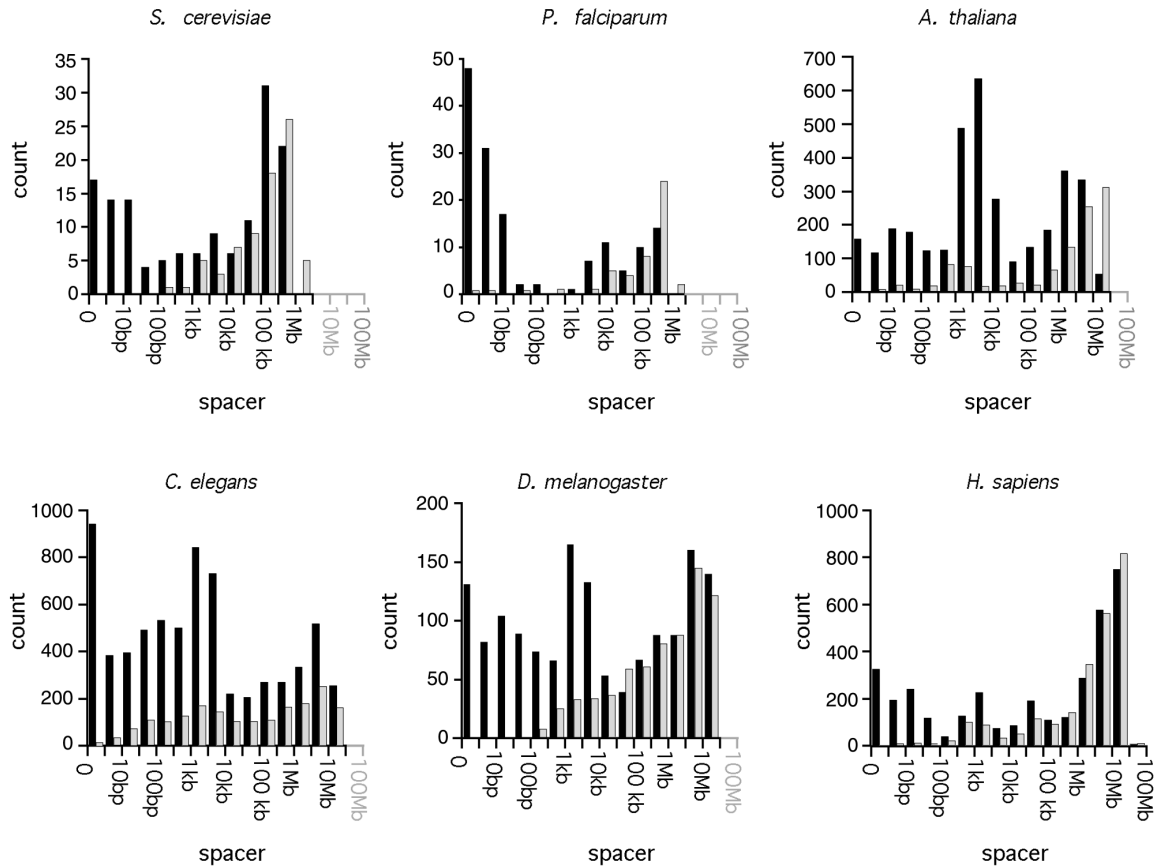 S. cerevisiae
count
35
30
25
20
15
10
5
0
0
10bp
100bp
1kb
10kb
100 kb
1Mb
10Mb
100Mb
spacer
P. falciparum
count
50
40
30
20
10
0
0
10bp
100bp
1kb
10kb
100 kb
1Mb
10Mb
100Mb
spacer
A. thaliana
count
700
600
500
400
300
200
100
0
0
10bp
100bp
1kb
10kb
100 kb
1Mb
10Mb
100Mb
spacer
C. elegans
count
1000
800
600
400
200
0
0
10bp
100bp
1kb
10kb
100 kb
1Mb
10Mb
100Mb
spacer
D. melanogaster
count
200
150
100
50
0
0
10bp
100bp
1kb
10kb
100 kb
1Mb
10Mb
100Mb
spacer
H. sapiens
count
1000
800
600
400
200
0
0
10bp
100bp
1kb
10kb
100 kb
1Mb
10Mb
100Mb
spacer